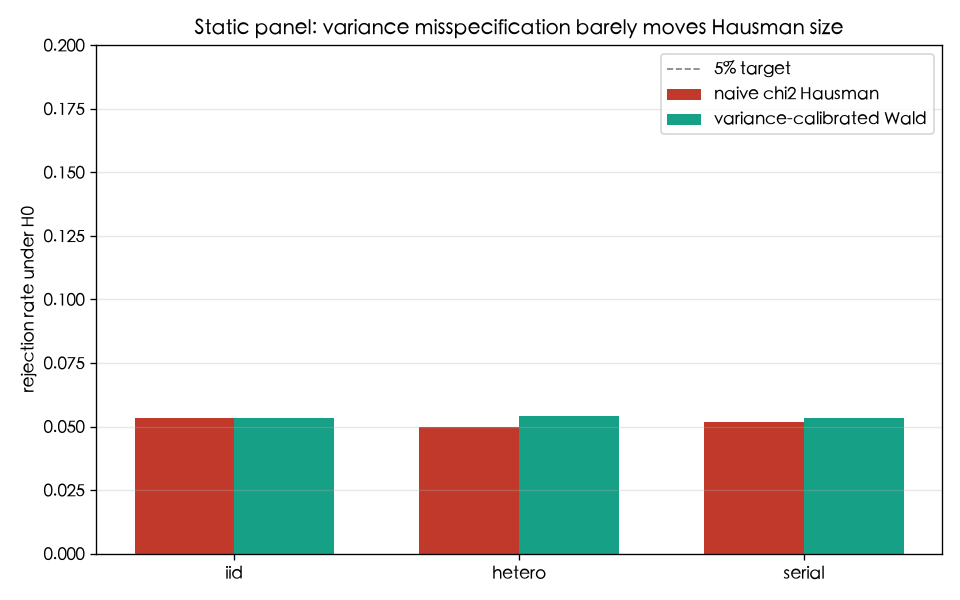 Static panel: variance misspecification barely moves Hausman size
0.200
0.175
0.150
0.125
0.100
0.075
0.050
0.025
0.000
rejection rate under H0
5% target
naive chi2 Hausman
variance-calibrated Wald
iid
hetero
serial